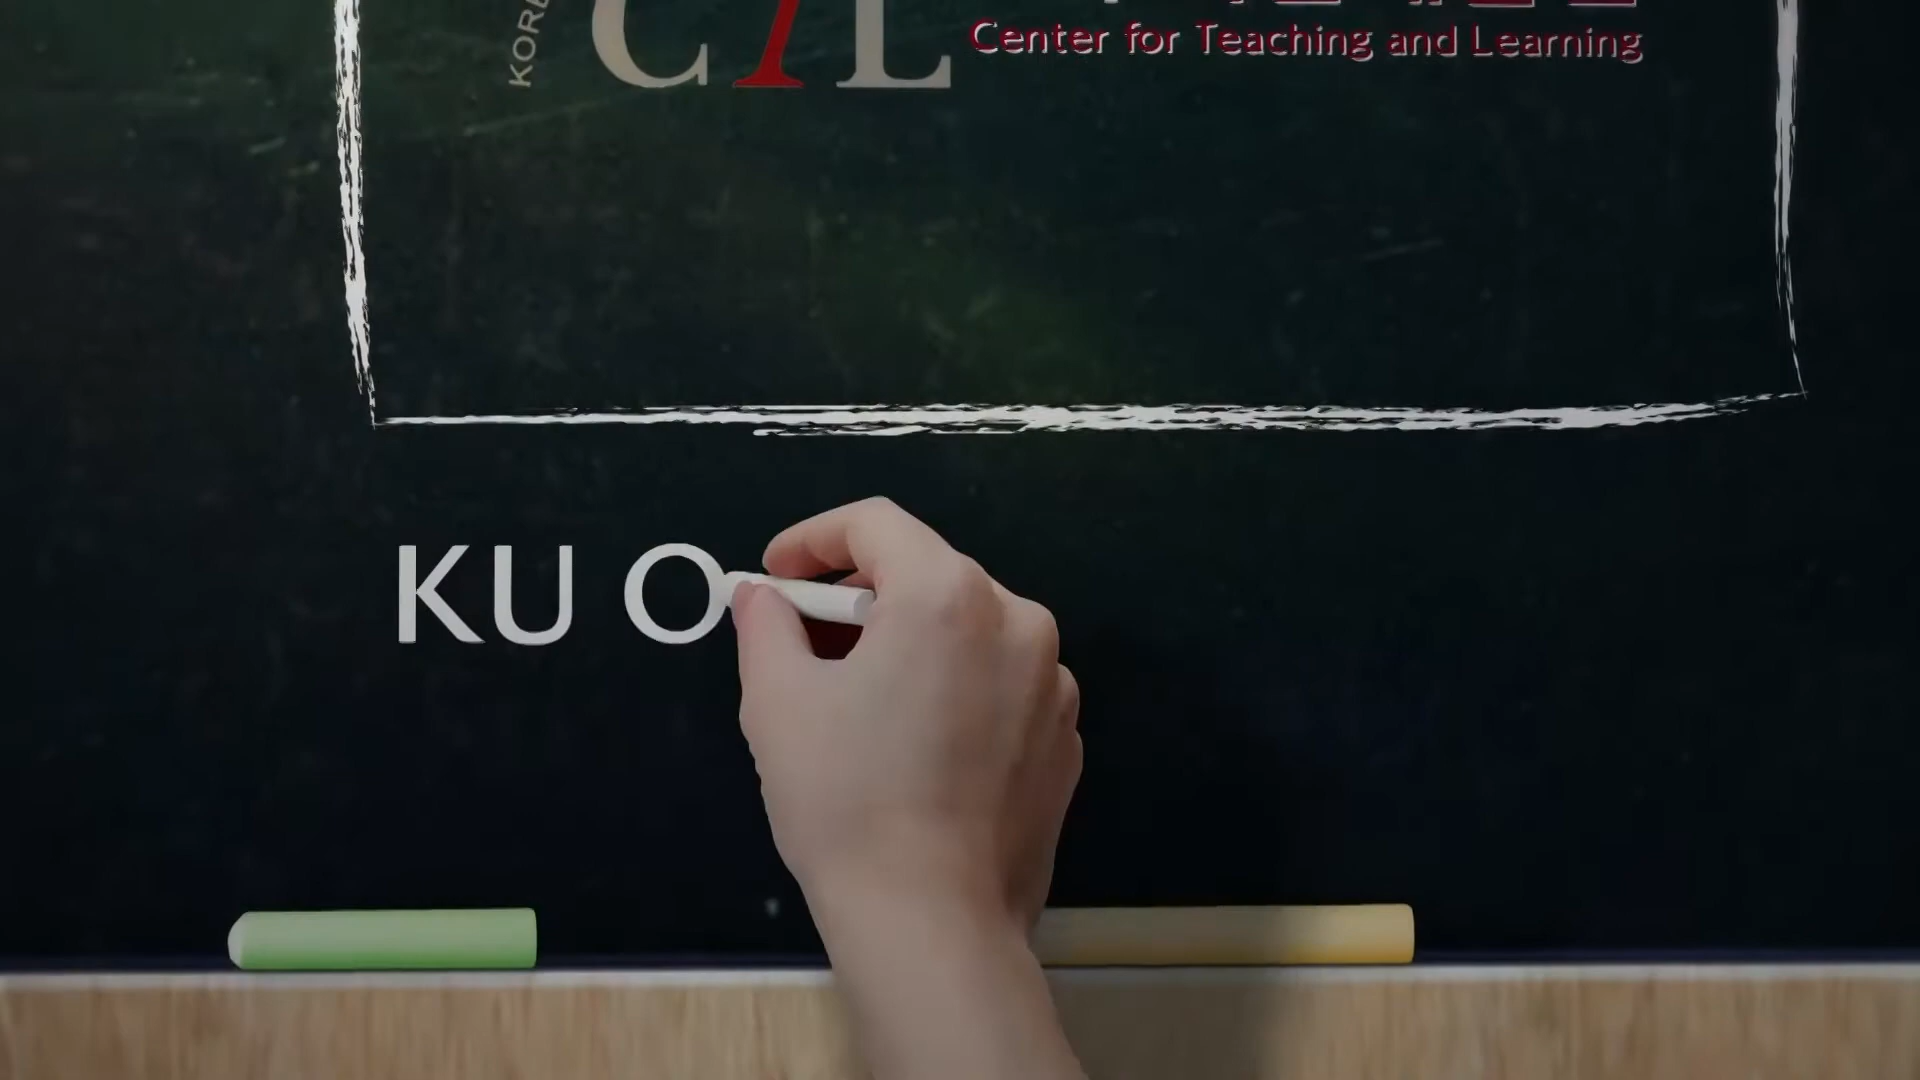 CTL
Center for Teaching and Learning
KU O